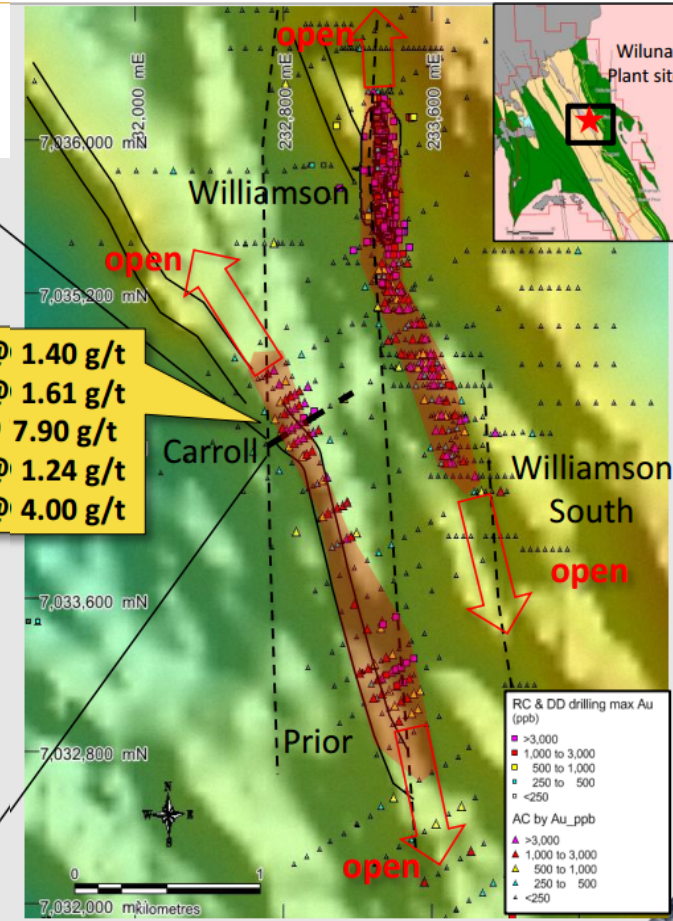 open
32,000 mE
232,800 mE
233,600 mE
Wiluna
Plant sit
7,036,000 mN
Williamson
open
7,035,200 mN
@ 1.40 g/t
@ 1.61 g/t
7.90 g/t
@ 1.24 g/t
@ 4.00 g/t
Carroll
Williamson
South
open
7,033,600 mN
Prior
7,032,800 mN
N
W E
S
open
0 1
kilometres
7,032,000 mN
RC & DD drilling max Au
(ppb)
>3,000
1,000 to 3,000
500 to 1,000
250 to 500
<250
AC by Au_ppb
>3,000
1,000 to 3,000
500 to 1,000
250 to 500
<250